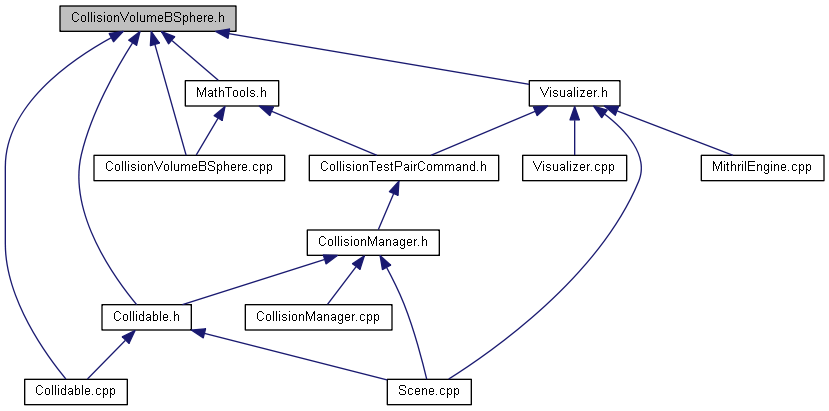 CollisionVolumeBSphere.h
MathTools.h
Visualizer.h
CollisionVolumeBSphere.cpp
CollisionTestPairCommand.h
Visualizer.cpp
MithrilEngine.cpp
CollisionManager.h
Collidable.h
CollisionManager.cpp
Collidable.cpp
Scene.cpp